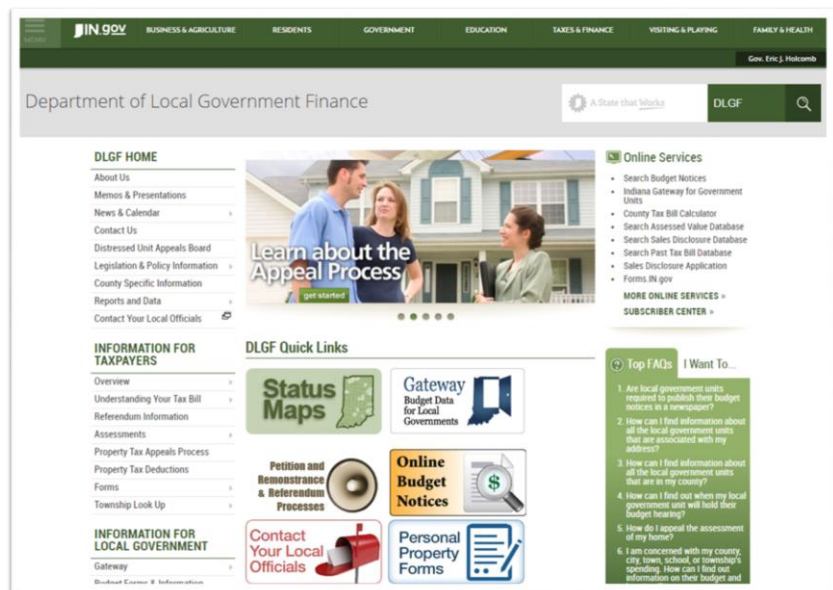 MENU
IN.gov
BUSINESS & AGRICULTURE
RESIDENTS
GOVERNMENT
EDUCATION
TAXES & FINANCE
VISITING & PLAYING
FAMILY & HEALTH
Gov. Eric J. Holcomb
Department of Local Government Finance
A State that Works
DLGF
DLGF HOME
About Us
Memos & Presentations
News & Calendar
Contact Us
Distressed Unit Appeals Board
Legislation & Policy Information
County Specific Information
Reports and Data
Contact Your Local Officials
INFORMATION FOR
TAXPAYERS
Overview
Understanding Your Tax Bill
Referendum Information
Assessments
Property Tax Appeals Process
Property Tax Deductions
Forms
Township Look Up
INFORMATION FOR
LOCAL GOVERNMENT
Gateway
Budget Forms & Information
Learn about the
Appeal Process
get started
DLGF Quick Links
Status
Maps
Gateway
Budget Data
for Local
Governments
Petition and
Remonstrance
& Referendum
Processes
Online
Budget
Notices
$
Contact
Your Local
Officials
Personal
Property
Forms
Online Services
Search Budget Notices
Indiana Gateway for Government
Units
County Tax Bill Calculator
Search Assessed Value Database
Search Sales Disclosure Database
Search Past Tax Bill Database
Sales Disclosure Application
Forms.IN.gov
MORE ONLINE SERVICES »
SUBSCRIBER CENTER »
Top FAQs
I Want To...
1. Are local government units
required to publish their budget
notices in a newspaper?
2. How can I find information about
all the local government units
that are associated with my
address?
3. How can I find information about
all the local government units
that are in my county?
4. How can I find out when my local
government unit will hold their
budget hearing?
5. How do I appeal the assessment
of my home?
6. I am concerned with my county,
city, town, school, or township's
spending. How can I find out
information on their budget and